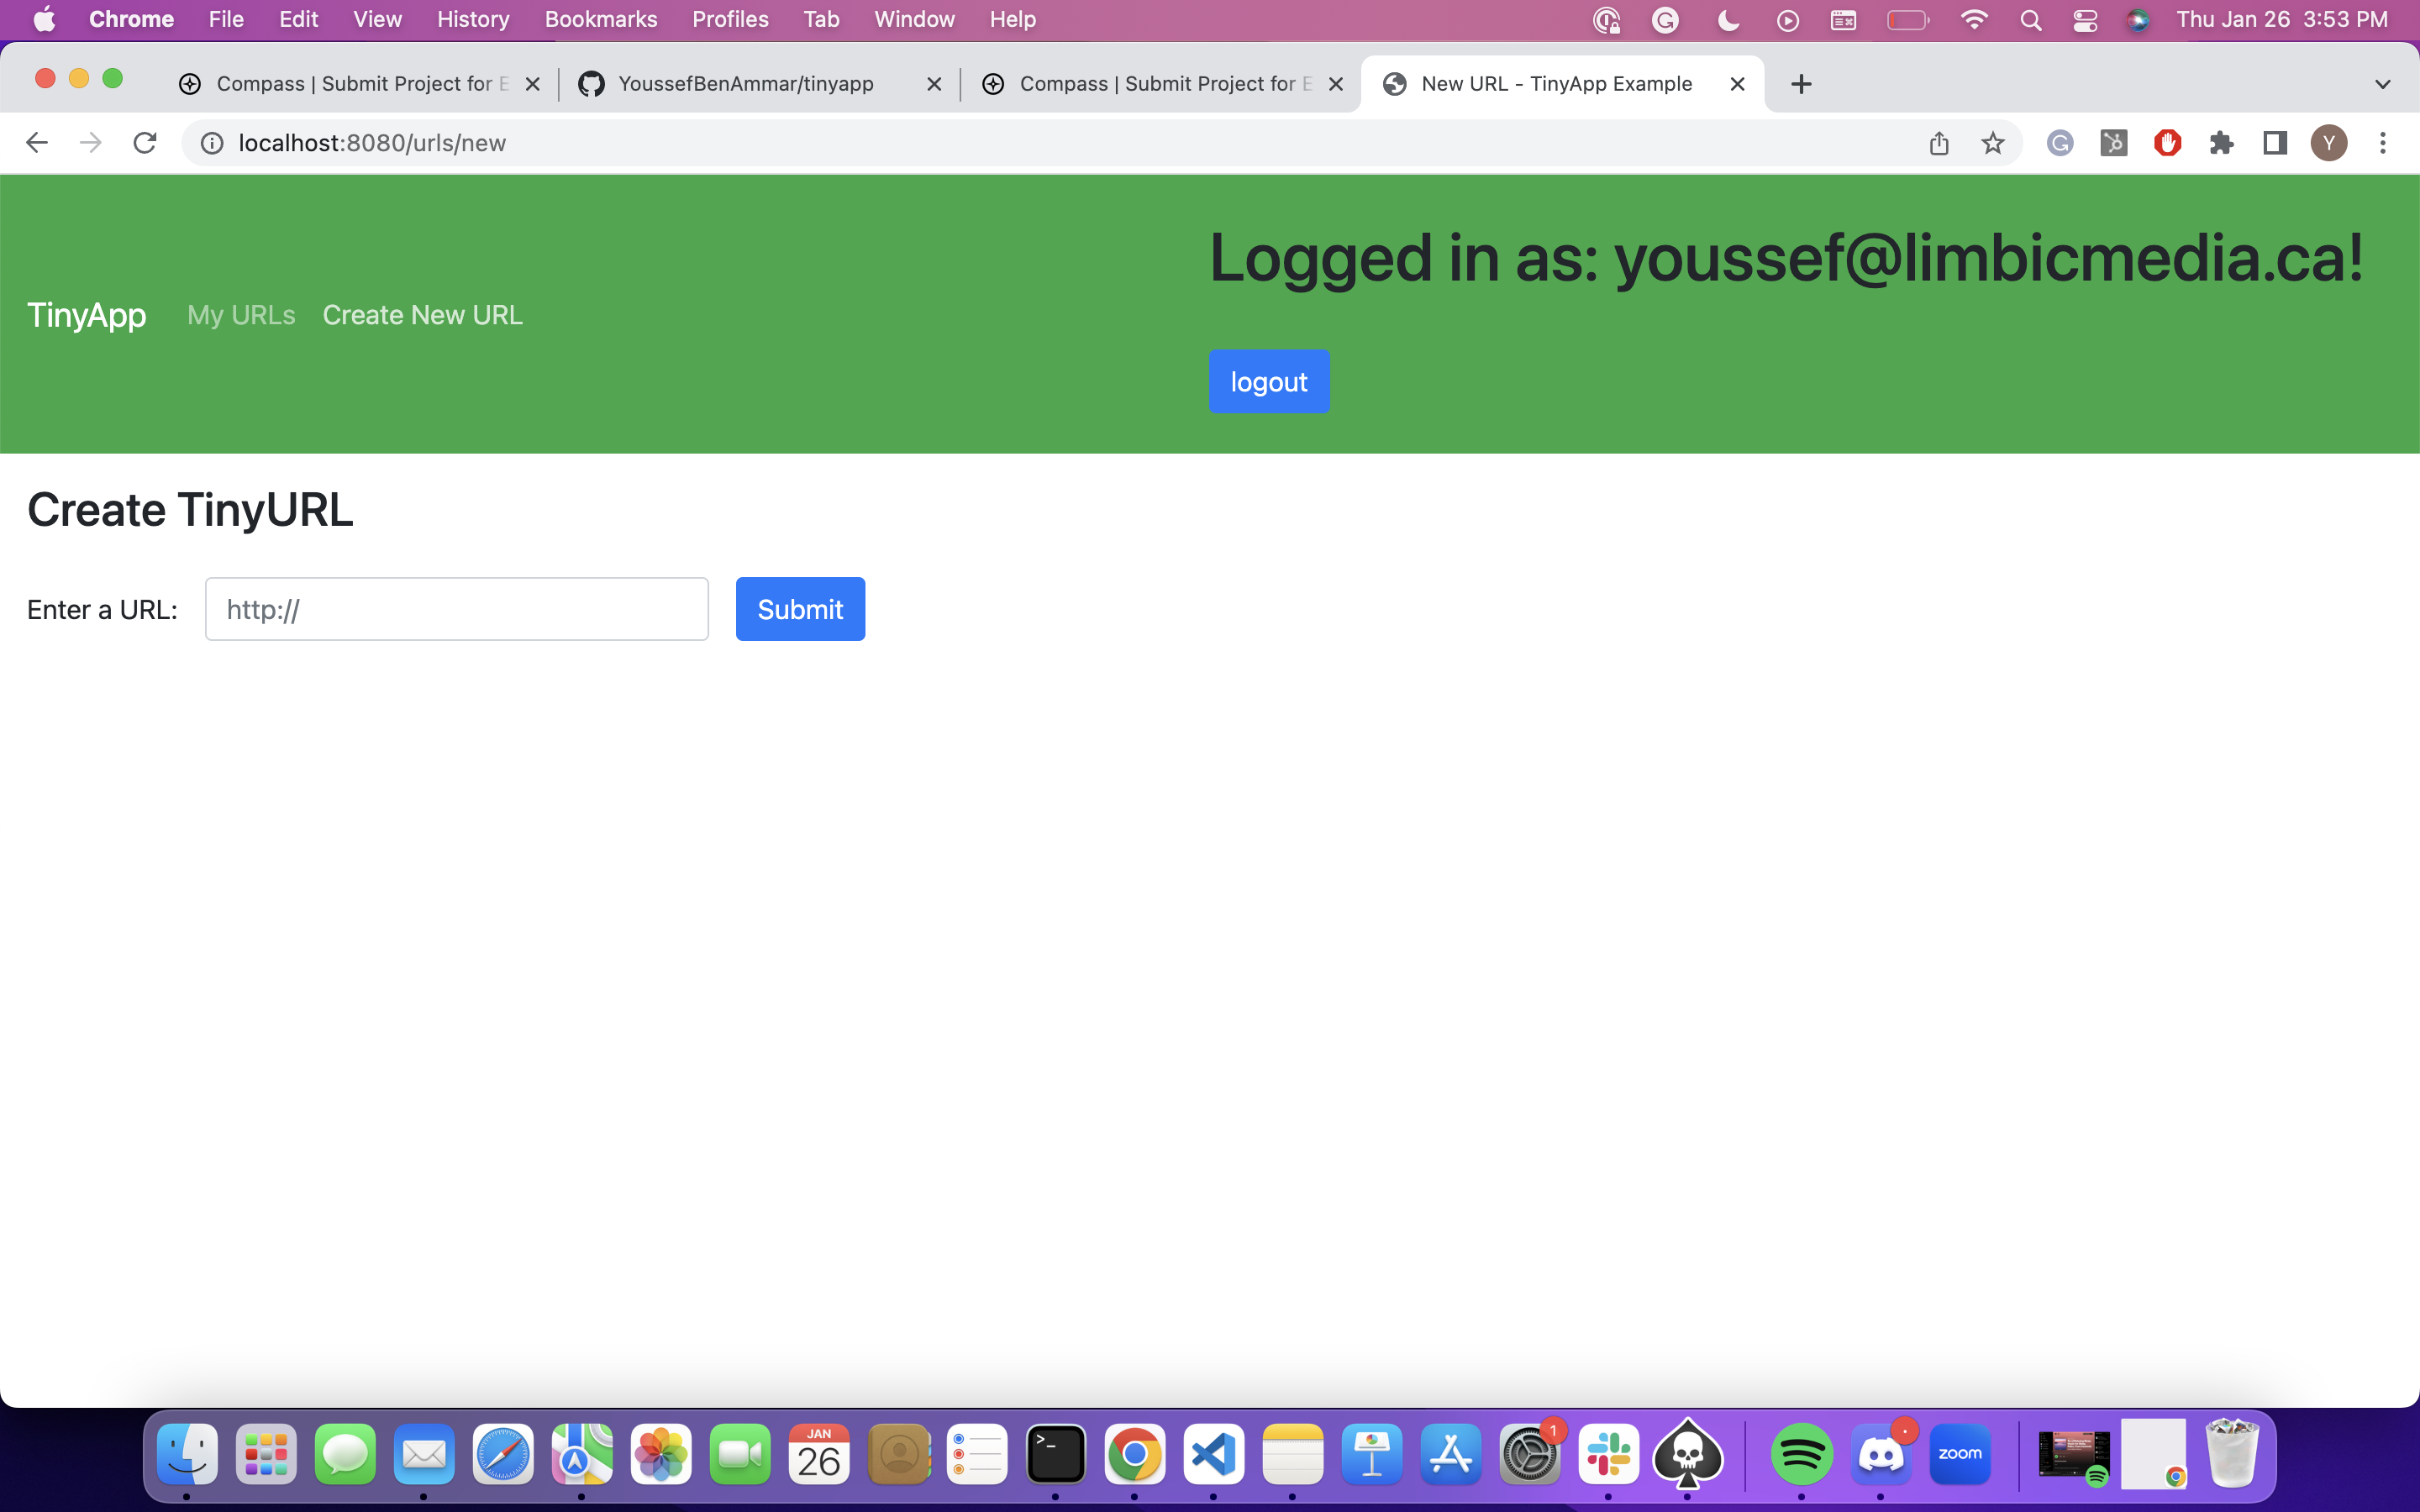 Chrome File Edit View History Bookmarks Profiles Tab Window Help Thu Jan 26 3:53 PM
Compass | Submit Project for E YoussefBenAmmar/tinyapp Compass | Submit Project for E New URL - TinyApp Example
localhost:8080/urls/new Y
Logged in as: youssef@limbicmedia.ca!
TinyApp My URLs Create New URL
logout
Create TinyURL
Enter a URL: http:// Submit
JAN
26
1
zoom